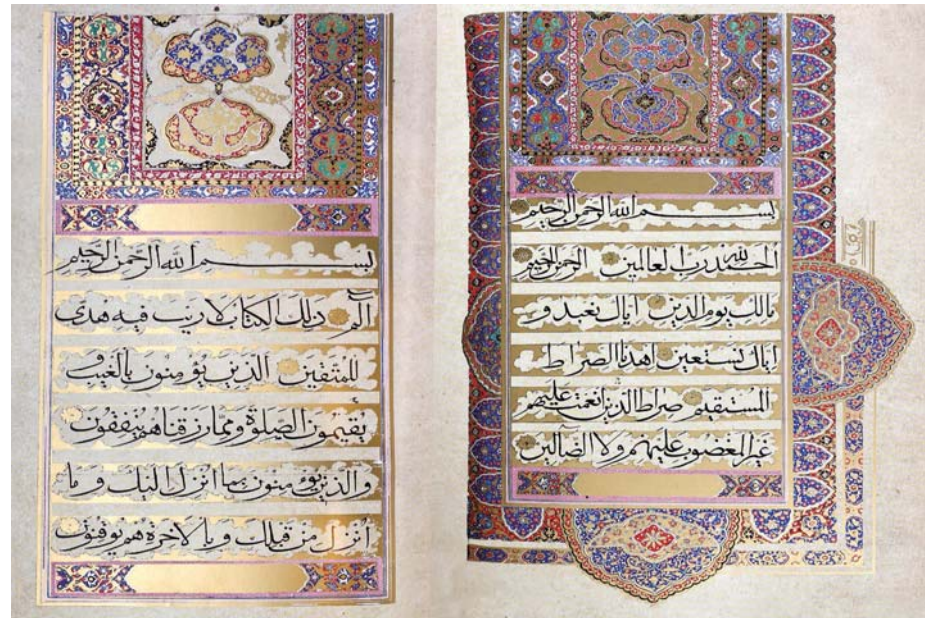 بسم الله الرحمن الرحيم
الحمد لله رب العالمين الرحمن الرحيم
مالك يوم الدين اياك نعبد و
اياك نستعين اهدنا الصراط
المستقيم صراط الذين انعمت عليهم
غير المغضوب عليهم ولا الضالين
بسم الله الرحمن الرحيم
الم ذلك الكتاب لا ريب فيه هدى
للمتقين الذين يؤمنون بالغيب و
يقيمون الصلوة ومما رزقناهم ينفقون
والذين يؤمنون بما انزل اليك وما
انزل من قبلك وبالاخرة هم يوقنون